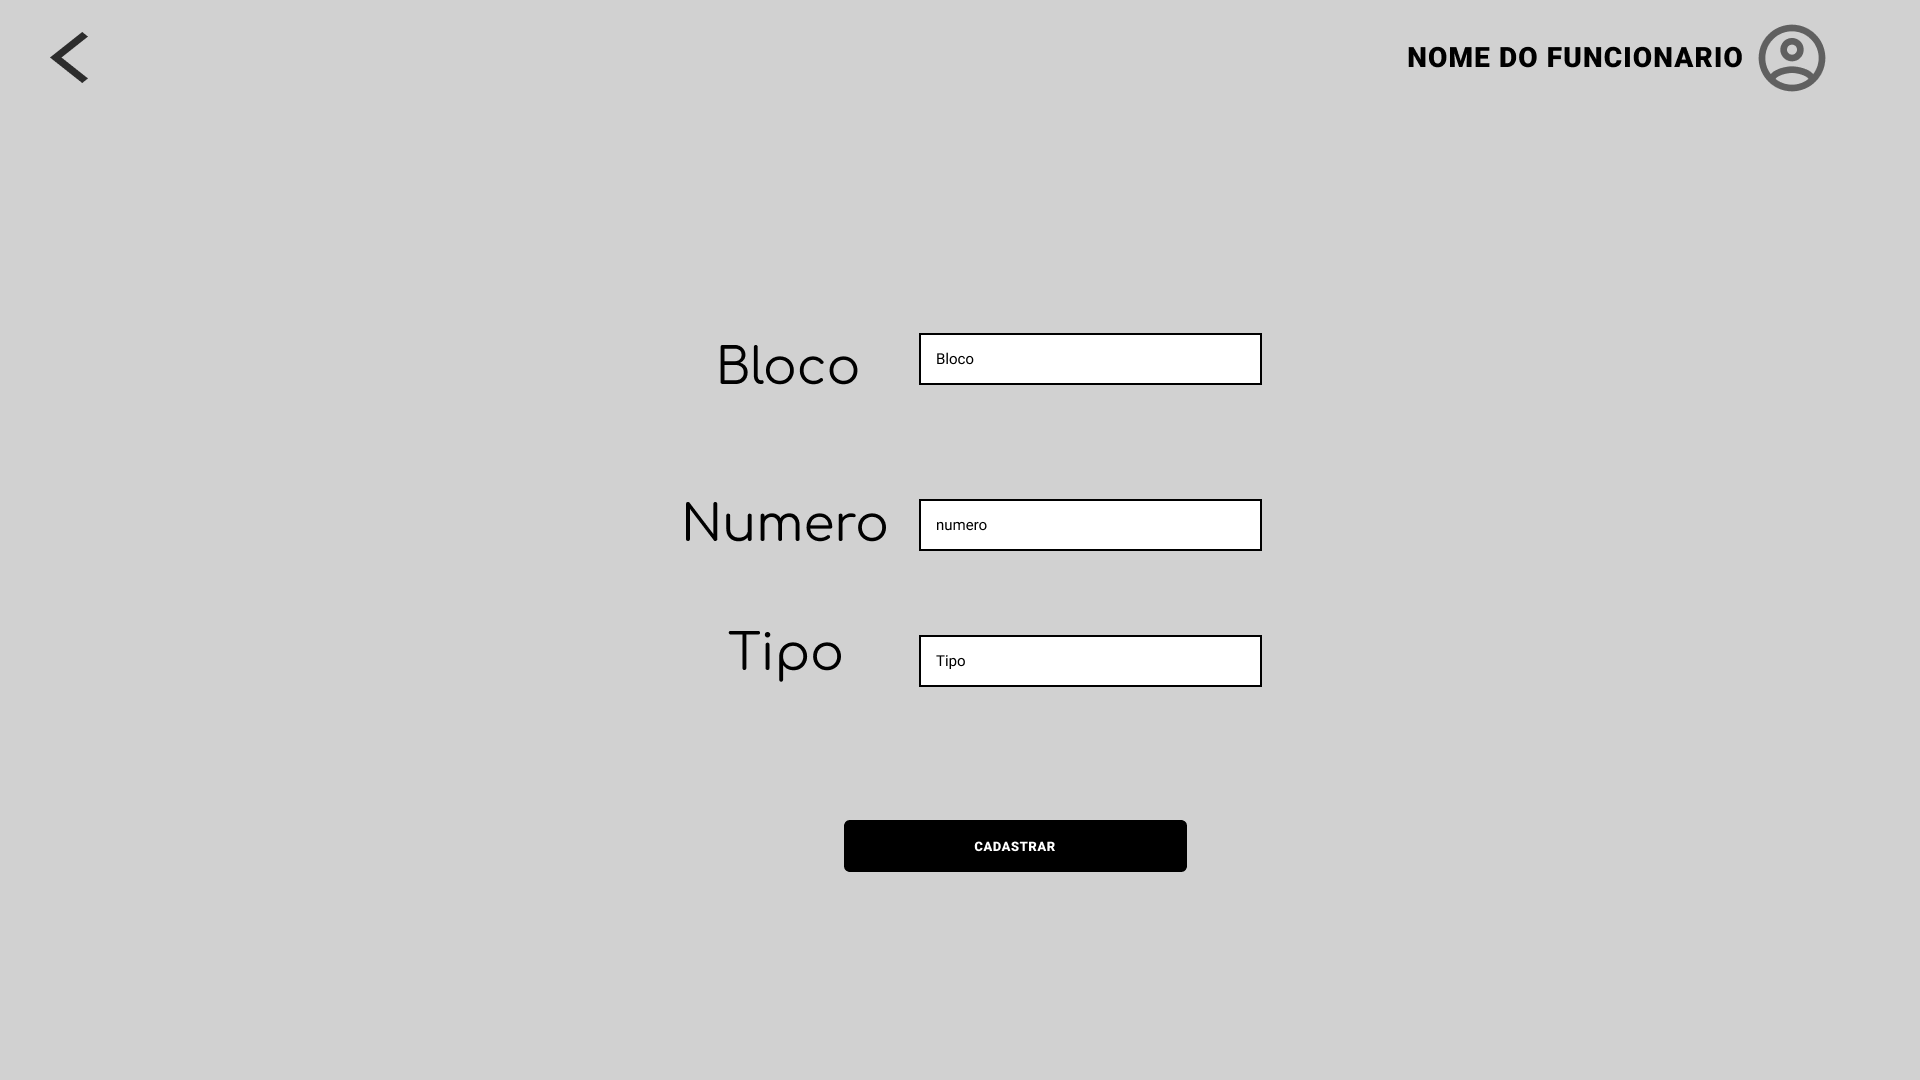 NOME DO FUNCIONARIO
Bloco
Bloco
Numero
numero
Tipo
Tipo
CADASTRAR